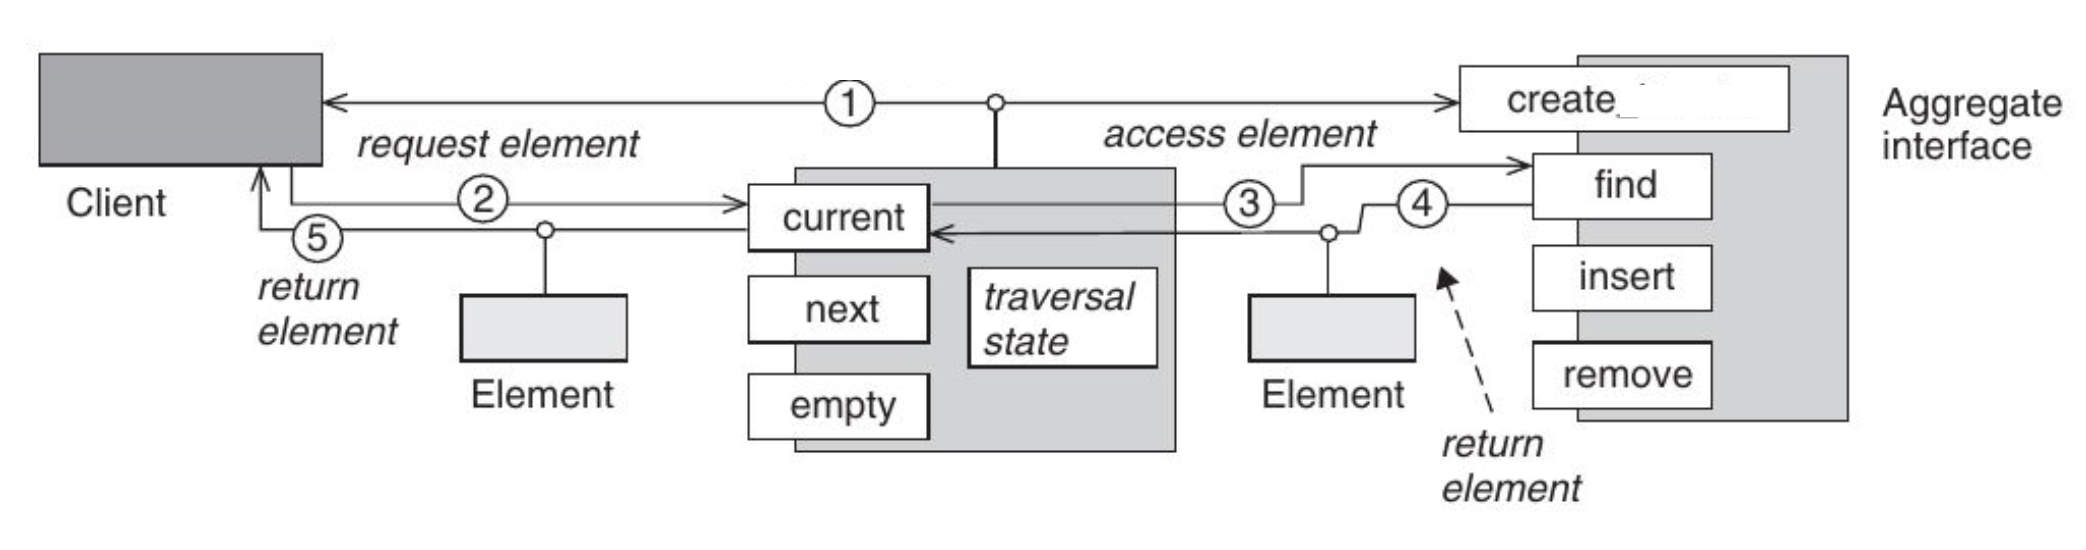 1
create_
Aggregate
interface
request element
access element
Client
2
current
3
4
find
5
return
element
next
traversal
state
insert
Element
empty
Element
remove
return
element